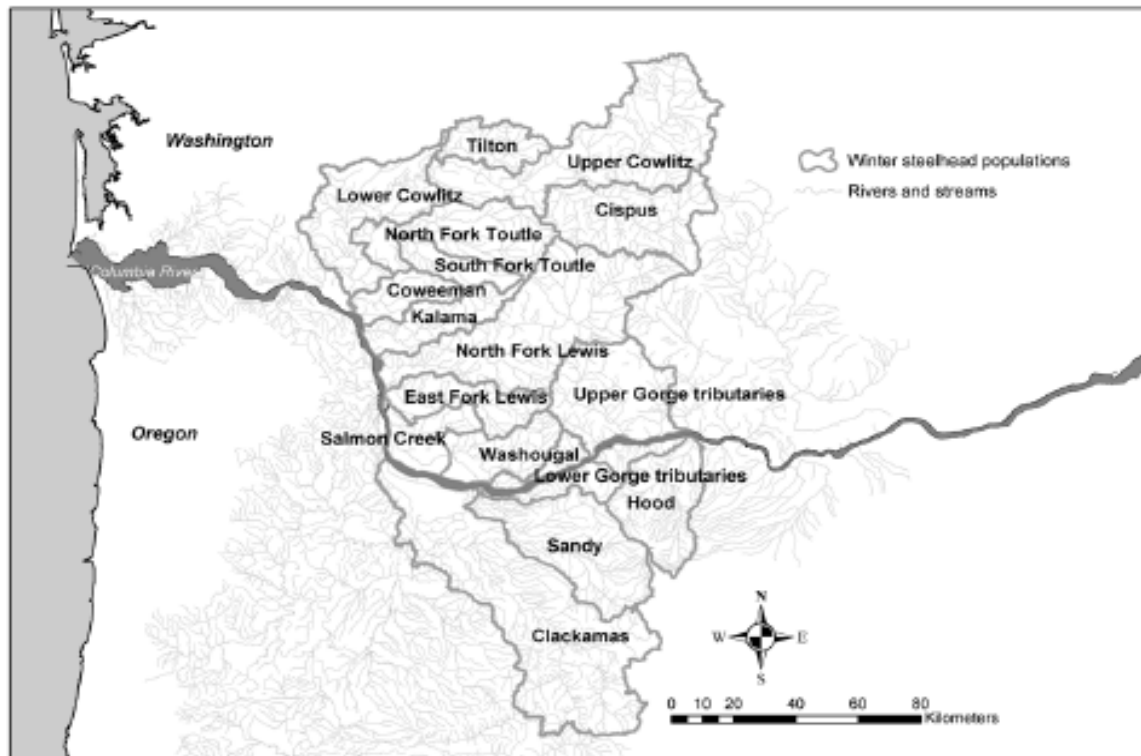 Washington
Tilton
Upper Cowlitz
Winter steelhead populations
Lower Cowlitz
Cispus
Rivers and streams
North Fork Toutle
South Fork Toutle
Columbia River
Coweeman
Kalama
North Fork Lewis
East Fork Lewis
Upper Gorge tributaries
Oregon
Salmon Creek
Washougal
Lower Gorge tributaries
Hood
Sandy
Clackamas
N
W E
S
0 10 20 40 60 80
Kilometers